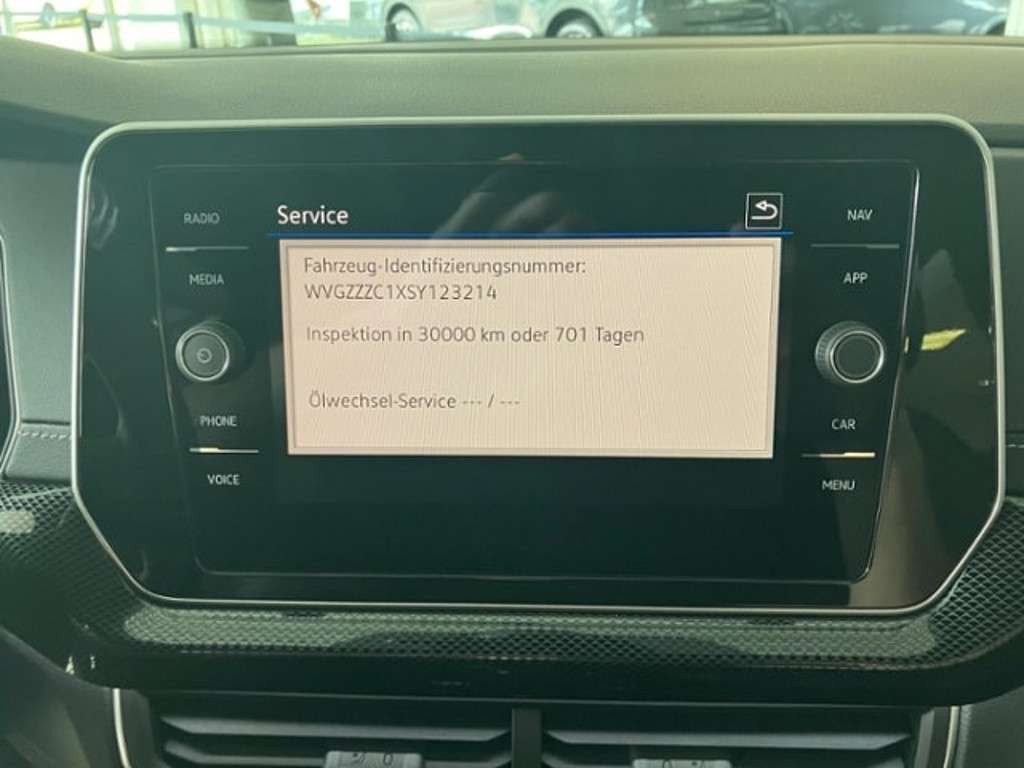 Service
RADIO
NAV
MEDIA
APP
Fahrzeug-Identifizierungsnummer:
WVGZZZC1XSY123214
Inspektion in 30000 km oder 701 Tagen
Ölwechsel-Service --- / ---
PHONE
CAR
VOICE
MENU
0